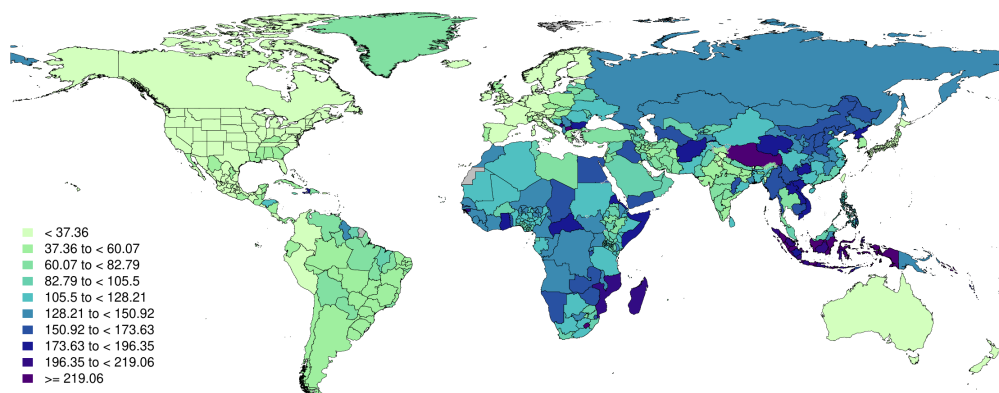 < 37.36
37.36 to < 60.07
60.07 to < 82.79
82.79 to < 105.5
105.5 to < 128.21
128.21 to < 150.92
150.92 to < 173.63
173.63 to < 196.35
196.35 to < 219.06
>= 219.06